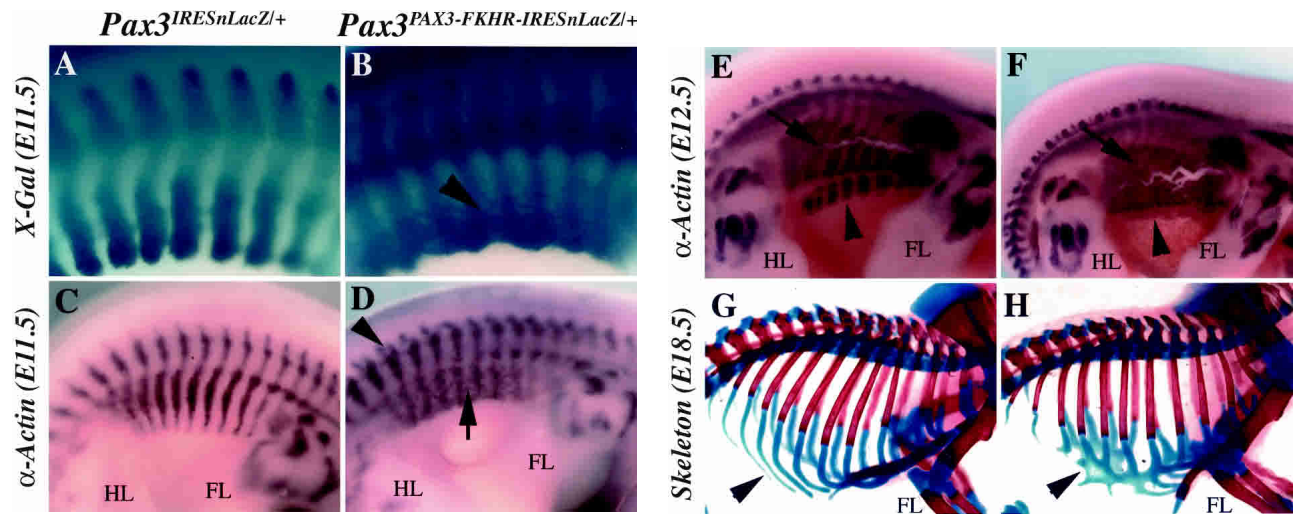 Pax3IRESnLacZ/+ Pax3PAX3-FKHR-IRESnLacZ/+
X-Gal (E11.5)
A B
α-Actin (E11.5)
C D
HL FL HL FL
α-Actin (E12.5)
E F
HL FL HL FL
Skeleton (E18.5)
G H
FL FL